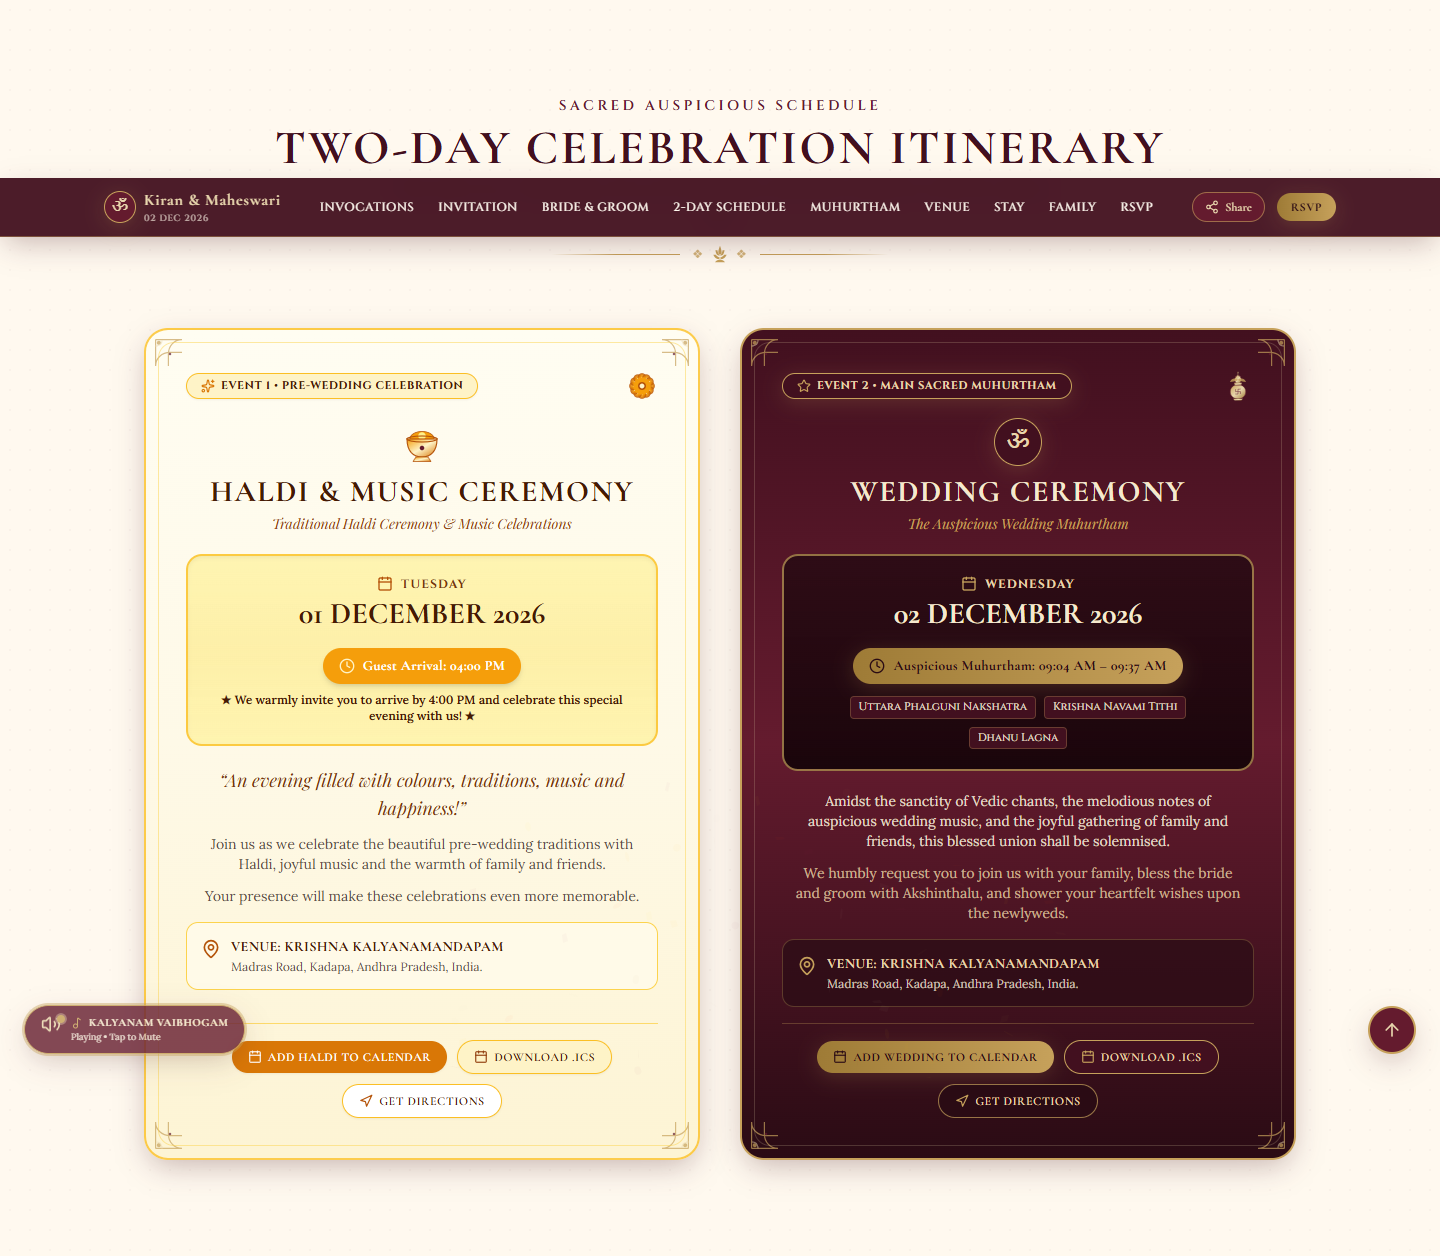 SACRED AUSPICIOUS SCHEDULE
TWO-DAY CELEBRATION ITINERARY
ॐ
Kiran & Maheswari
02 DEC 2026
INVOCATIONS
INVITATION
BRIDE & GROOM
2-DAY SCHEDULE
MUHURTHAM
VENUE
STAY
FAMILY
RSVP
Share
RSVP
EVENT 1 • PRE-WEDDING CELEBRATION
HALDI & MUSIC CEREMONY
Traditional Haldi Ceremony & Music Celebrations
TUESDAY
01 DECEMBER 2026
Guest Arrival: 04:00 PM
★ We warmly invite you to arrive by 4:00 PM and celebrate this special
evening with us! ★
“An evening filled with colours, traditions, music and
happiness!”
Join us as we celebrate the beautiful pre-wedding traditions with
Haldi, joyful music and the warmth of family and friends.
Your presence will make these celebrations even more memorable.
VENUE: KRISHNA KALYANAMANDAPAM
Madras Road, Kadapa, Andhra Pradesh, India.
ADD HALDI TO CALENDAR
DOWNLOAD .ICS
GET DIRECTIONS
EVENT 2 • MAIN SACRED MUHURTHAM
ॐ
WEDDING CEREMONY
The Auspicious Wedding Muhurtham
WEDNESDAY
02 DECEMBER 2026
Auspicious Muhurtham: 09:04 AM – 09:37 AM
UTTARA PHALGUNI NAKSHATRA
KRISHNA NAVAMI TITHI
DHANU LAGNA
Amidst the sanctity of Vedic chants, the melodious notes of
auspicious wedding music, and the joyful gathering of family and
friends, this blessed union shall be solemnised.
We humbly request you to join us with your family, bless the bride
and groom with Akshinthalu, and shower your heartfelt wishes upon
the newlyweds.
VENUE: KRISHNA KALYANAMANDAPAM
Madras Road, Kadapa, Andhra Pradesh, India.
ADD WEDDING TO CALENDAR
DOWNLOAD .ICS
GET DIRECTIONS
KALYANAM VAIBHOGAM
Playing • Tap to Mute